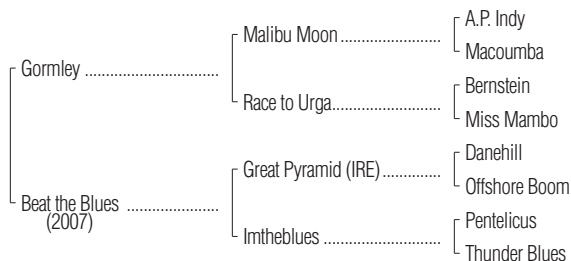 A.P. Indy
Malibu Moon ........................
Macoumba
Gormley ................................
Bernstein
Race to Urga..........................
Miss Mambo
Danehill
Great Pyramid (IRE)..............
Offshore Boom
Beat the Blues ......................
(2007)
Pentelicus
Imtheblues ............................
Thunder Blues